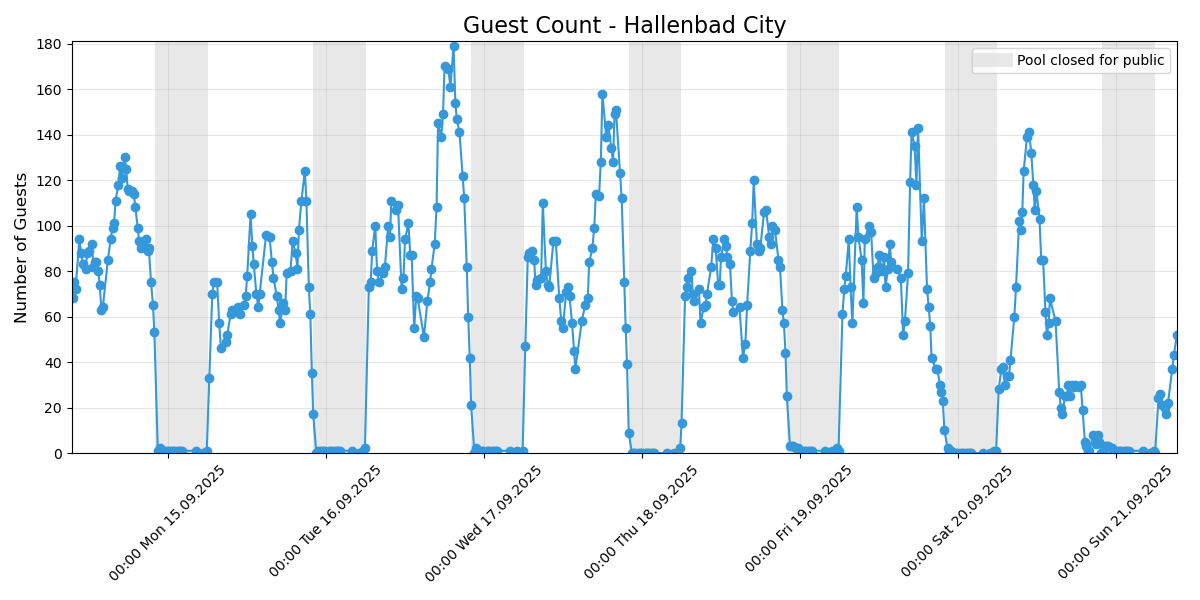 Guest Count - Hallenbad City
Pool closed for public
Number of Guests
180
160
140
120
100
80
60
40
20
0
00:00 Mon 15.09.2025
00:00 Tue 16.09.2025
00:00 Wed 17.09.2025
00:00 Thu 18.09.2025
00:00 Fri 19.09.2025
00:00 Sat 20.09.2025
00:00 Sun 21.09.2025